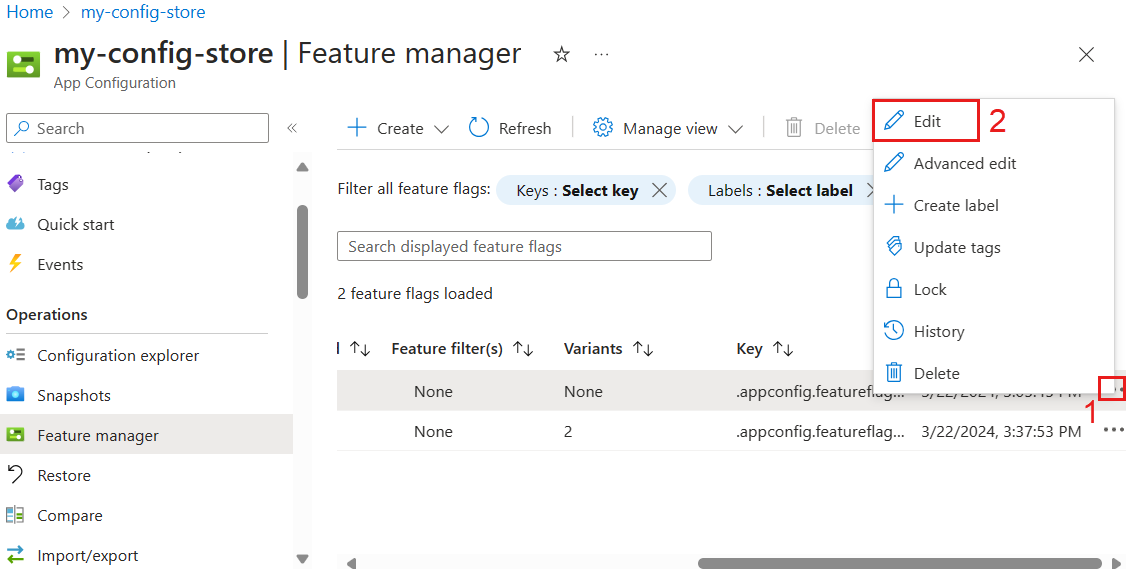 Home > my-config-store
my-config-store | Feature manager ...
App Configuration
Search
Tags
Quick start
Events
Operations
Configuration explorer
Snapshots
Feature manager
Restore
Compare
Import/export
Create Refresh Manage view Delete
Filter all feature flags: Keys : Select key Labels : Select label
Search displayed feature flags
2 feature flags loaded
Feature filter(s) Variants Key
None None .appconfig.featureflag...
None 2 .appconfig.featureflag... 3/22/2024, 3:37:53 PM
Edit 2
Advanced edit
Create label
Update tags
Lock
History
Delete
1